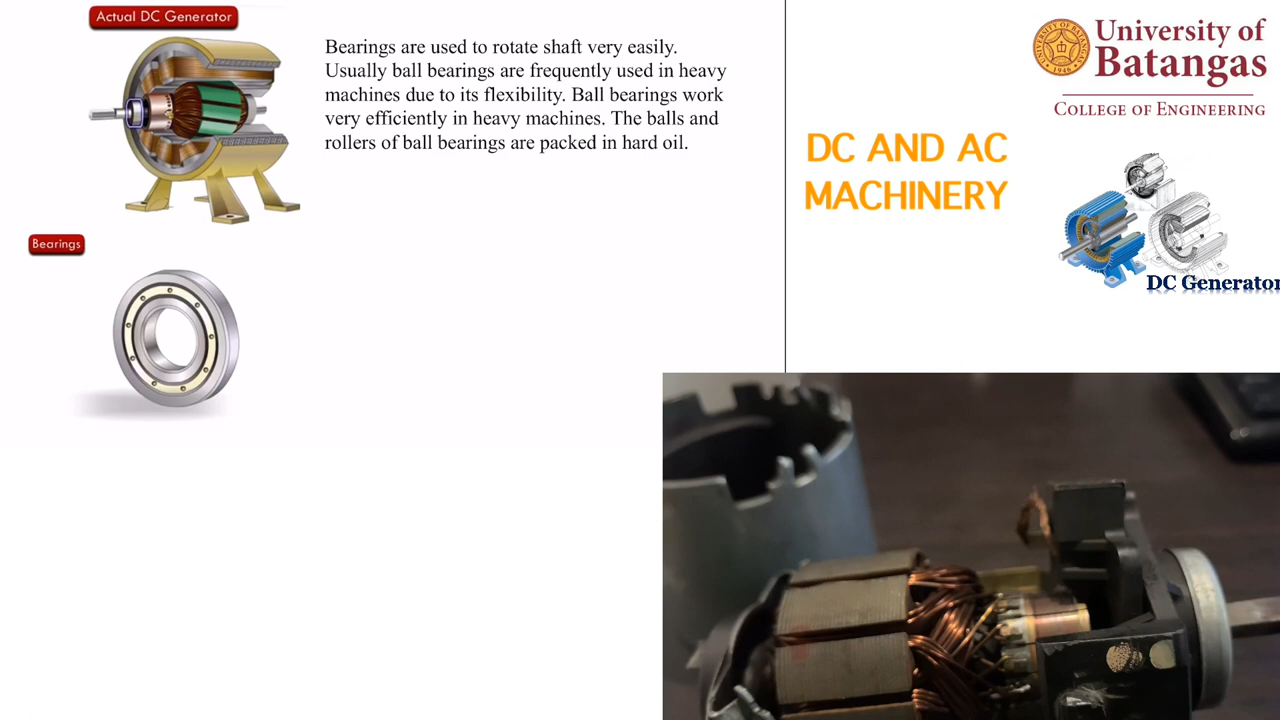 Actual DC Generator
Bearings are used to rotate shaft very easily.
Usually ball bearings are frequently used in heavy
machines due to its flexibility. Ball bearings work
very efficiently in heavy machines. The balls and
rollers of ball bearings are packed in hard oil.
Bearings
University of
Batangas
1946
COLLEGE OF ENGINEERING
DC AND AC
MACHINERY
DC Generator